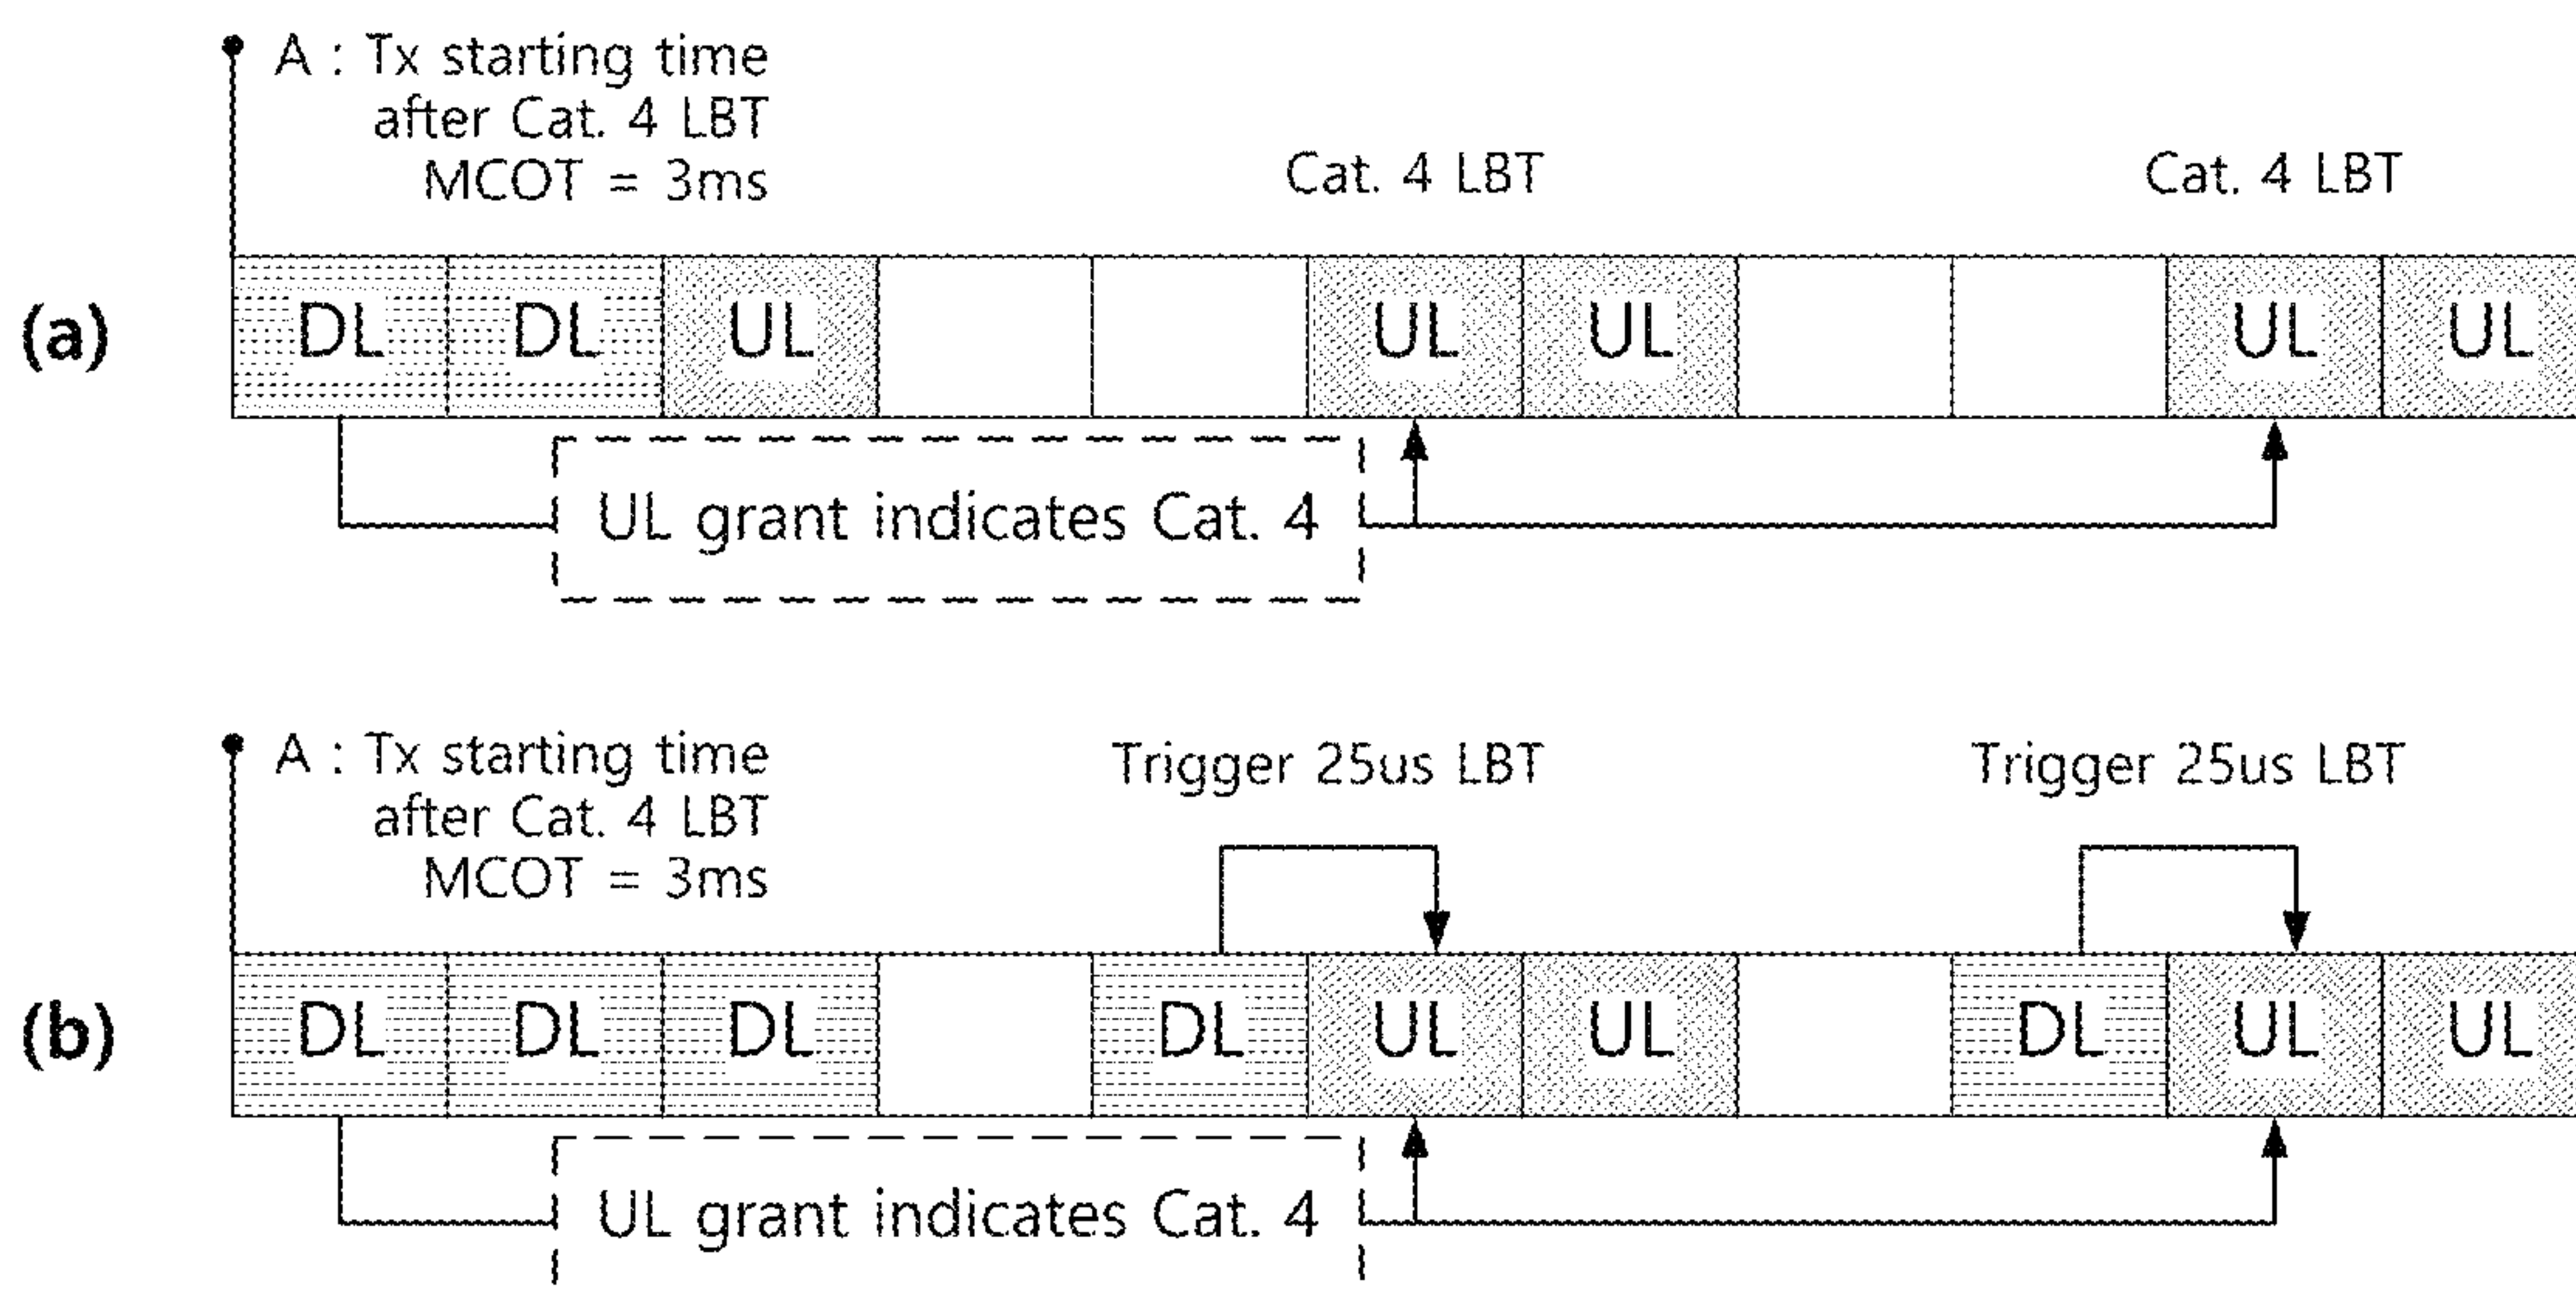 A : Tx starting time
after Cat. 4 LBT
MCOT = 3ms
Cat. 4 LBT
Cat. 4 LBT
(a)
DL
DL
UL
UL
UL
UL
UL
UL grant indicates Cat. 4
A : Tx starting time
after Cat. 4 LBT
MCOT = 3ms
Trigger 25us LBT
Trigger 25us LBT
(b)
DL
DL
DL
DL
UL
UL
DL
UL
UL
UL grant indicates Cat. 4